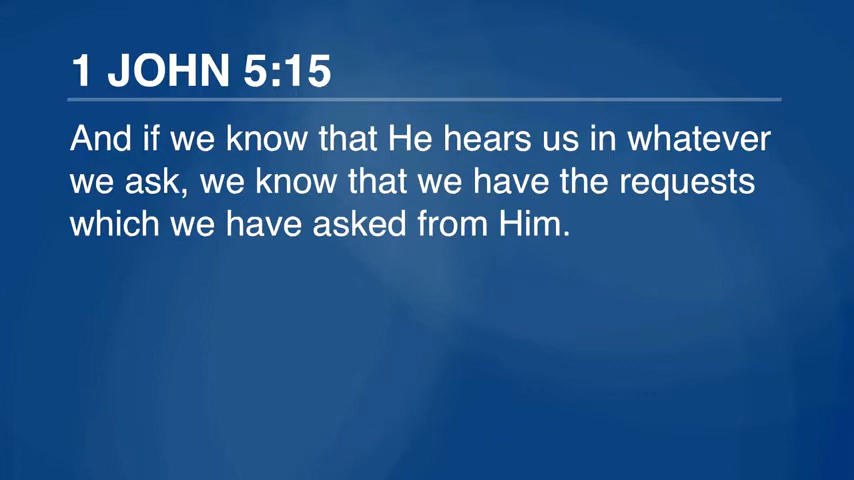 1 JOHN 5:15
And if we know that He hears us in whatever
we ask, we know that we have the requests
which we have asked from Him.